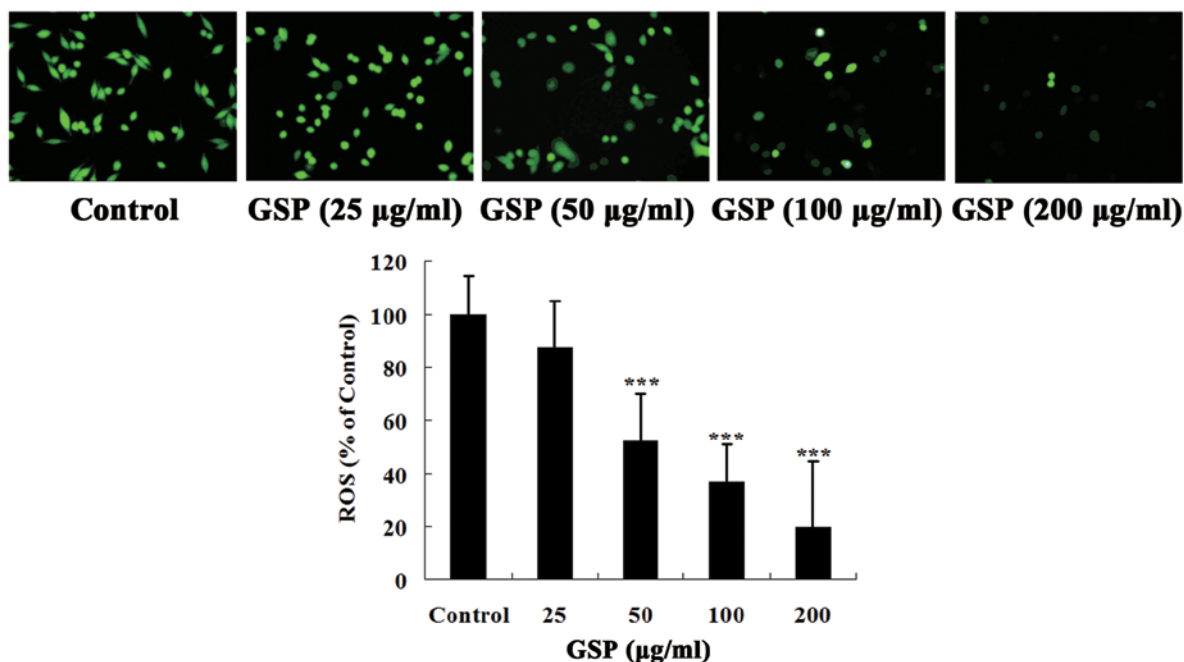 Control GSP (25 µg/ml) GSP (50 µg/ml) GSP (100 µg/ml) GSP (200 µg/ml)
ROS (% of Control)
120
100
80
60
40
20
0
***
***
***
Control 25 50 100 200
GSP (µg/ml)